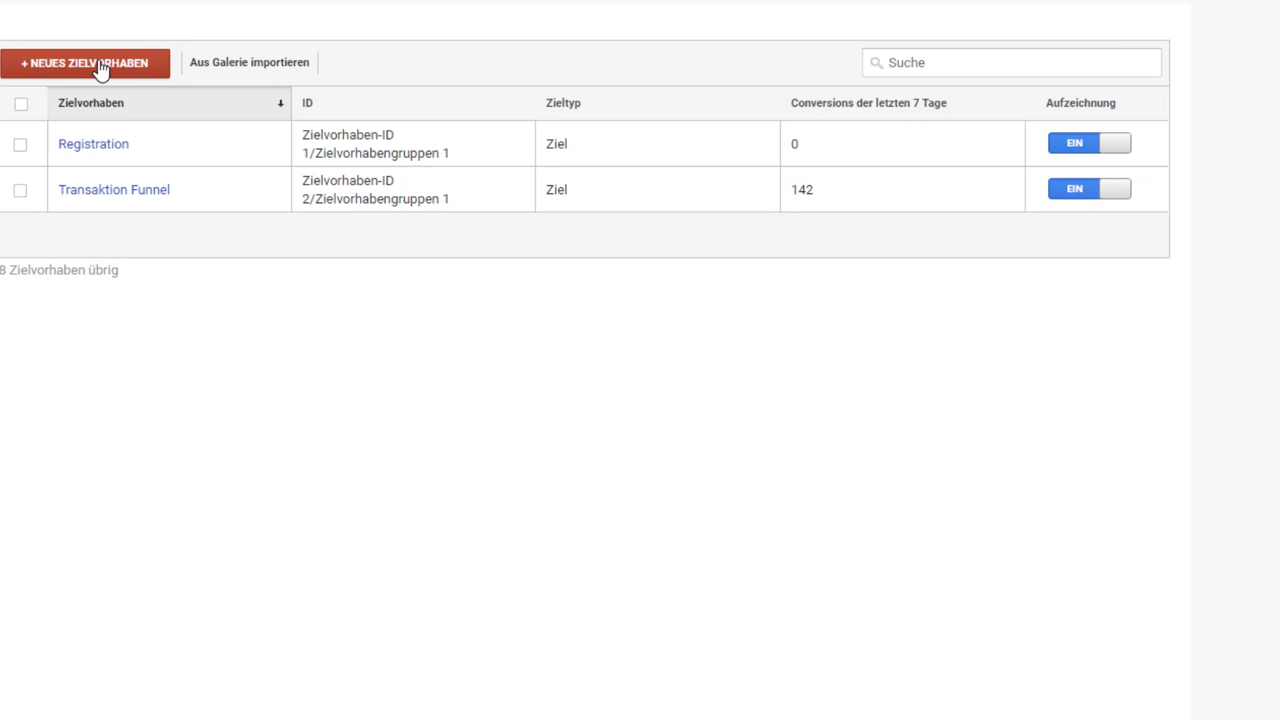 + NEUES ZIELVORHABEN
Aus Galerie importieren
Suche
Zielvorhaben
ID
Zieltyp
Conversions der letzten 7 Tage
Aufzeichnung
Registration
Zielvorhaben-ID
1/Zielvorhabengruppen 1
Ziel
0
EIN
Transaktion Funnel
Zielvorhaben-ID
2/Zielvorhabengruppen 1
Ziel
142
EIN
8 Zielvorhaben übrig